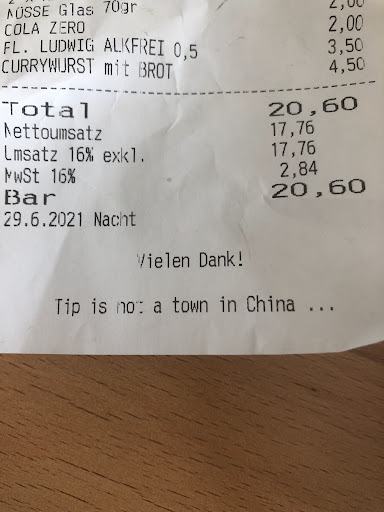 NÜSSE Glas 70gr 2,00
COLA ZERO 2,00
FL. LUDWIG ALKFREI 0,5 3,50
CURRYWURST mit BROT 4,50
Total 20,60
Nettoumsatz 17,76
Umsatz 16% exkl. 17,76
MwSt 16% 2,84
Bar 20,60
29.6.2021 Nacht
Vielen Dank!
Tip is not a town in China ...